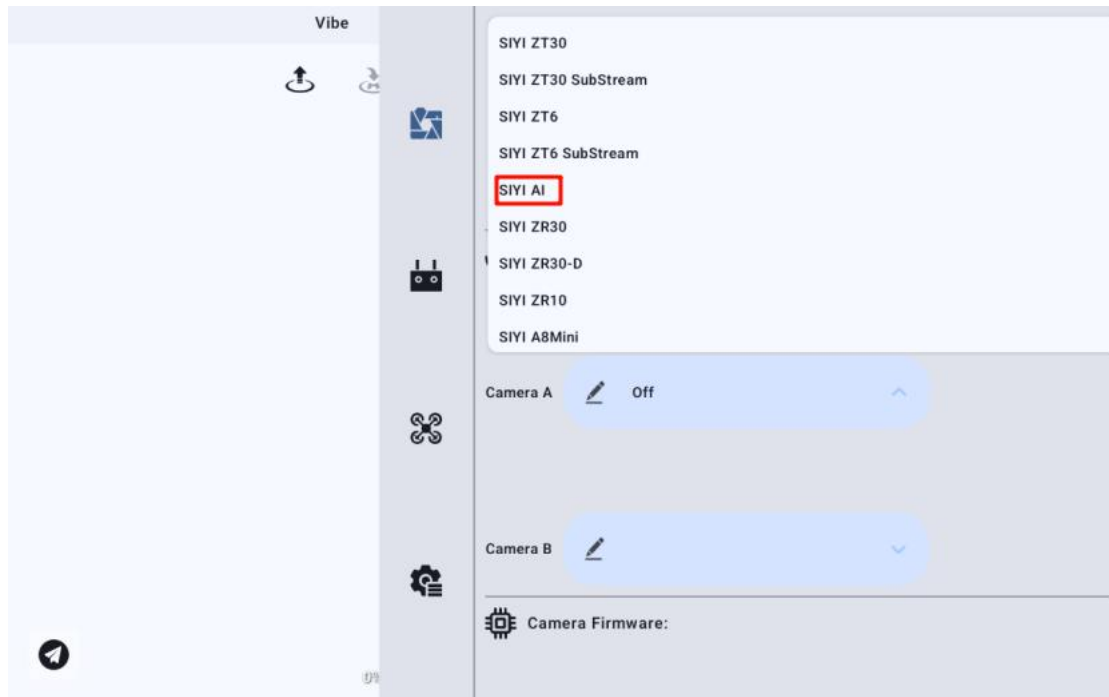 Vibe
SIYI ZT30
SIYI ZT30 SubStream
SIYI ZT6
SIYI ZT6 SubStream
SIYI AI
SIYI ZR30
SIYI ZR30-D
SIYI ZR10
SIYI A8Mini
Camera A
Off
Camera B
Camera Firmware: